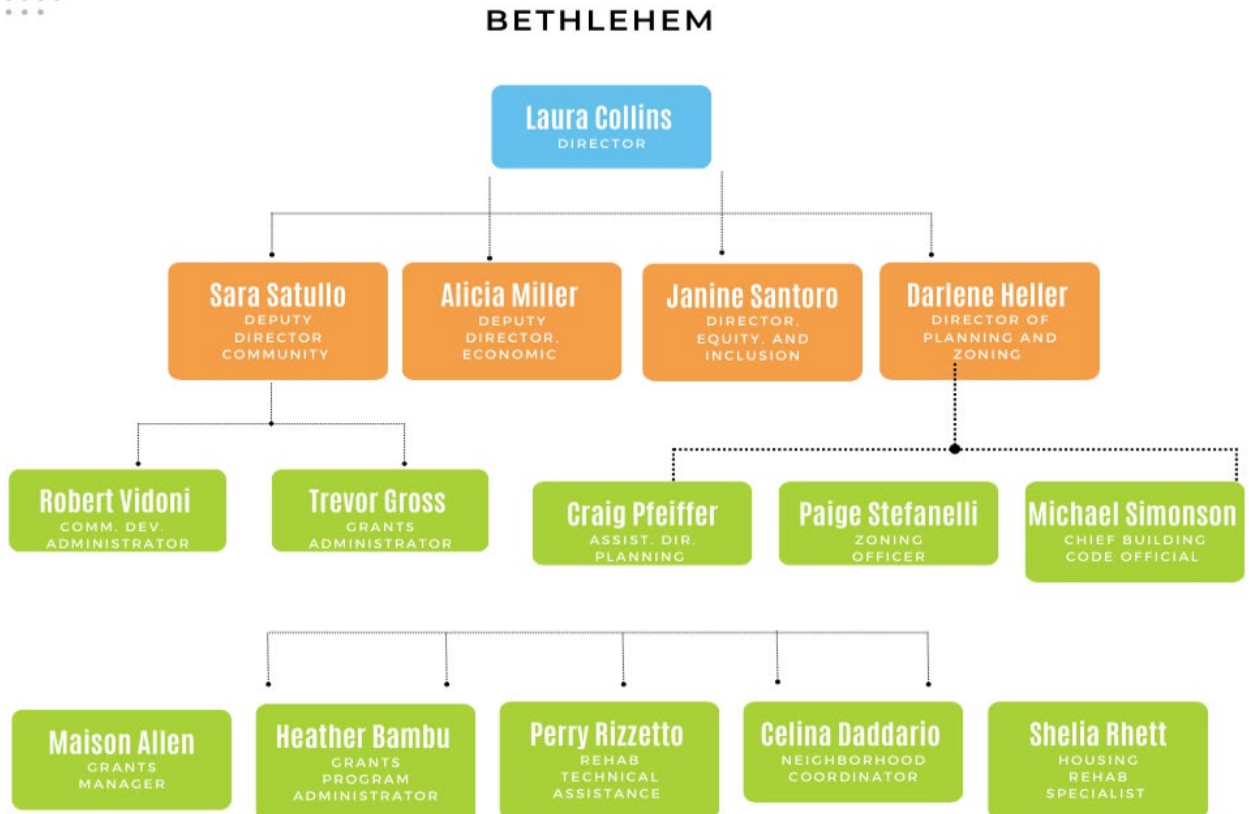 BETHLEHEM
Laura Collins
DIRECTOR
Sara Satullo
DEPUTY
DIRECTOR
COMMUNITY
Alicia Miller
DEPUTY
DIRECTOR,
ECONOMIC
Janine Santoro
DIRECTOR,
EQUITY, AND
INCLUSION
Darlene Heller
DIRECTOR OF
PLANNING AND
ZONING
Robert Vidoni
COMM. DEV.
ADMINISTRATOR
Trevor Gross
GRANTS
ADMINISTRATOR
Craig Pfeiffer
ASSIST. DIR.
PLANNING
Paige Stefanelli
ZONING
OFFICER
Michael Simonson
CHIEF BUILDING
CODE OFFICIAL
Maison Allen
GRANTS
MANAGER
Heather Bambu
GRANTS
PROGRAM
ADMINISTRATOR
Perry Rizzetto
REHAB
TECHNICAL
ASSISTANCE
Celina Daddario
NEIGHBORHOOD
COORDINATOR
Shelia Rhett
HOUSING
REHAB
SPECIALIST